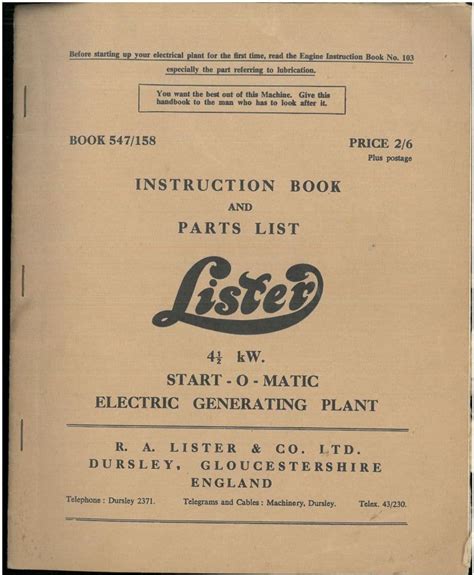 Before starting up your electrical plant for the first time, read the Engine Instruction Book No. 103
especially the part referring to lubrication.
You want the best out of this Machine. Give this
handbook to the man who has to look after it.
BOOK 547/158 PRICE 2/6
Plus postage
INSTRUCTION BOOK
AND
PARTS LIST
Lister
4½ kW.
START-O-MATIC
ELECTRIC GENERATING PLANT
R. A. LISTER & CO. LTD.
DURSLEY, GLOUCESTERSHIRE
ENGLAND
Telephone : Dursley 2371. Telegrams and Cables : Machinery, Dursley. Telex. 43/230.